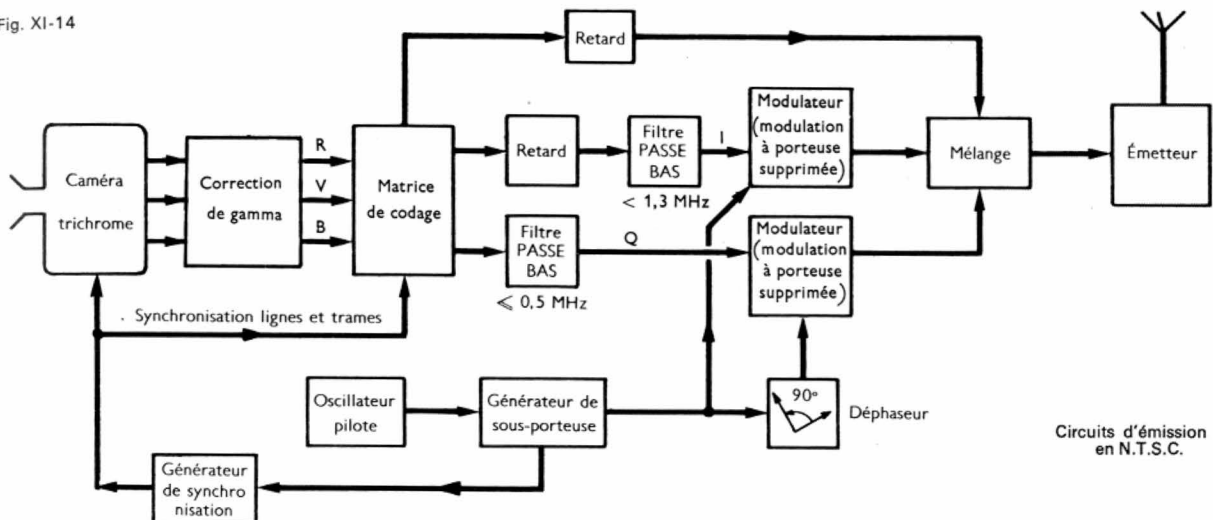 Fig. XI-14
Retard
Caméra
trichrome
Correction
de gamma
R
V
B
Matrice
de codage
Retard
Filtre
PASSE
BAS
I
< 1,3 MHz
Modulateur
(modulation
à porteuse
supprimée)
Mélange
Émetteur
Filtre
PASSE
BAS
Q
⩽ 0,5 MHz
Modulateur
(modulation
à porteuse
supprimée)
. Synchronisation lignes et trames
Oscillateur
pilote
Générateur de
sous-porteuse
90°
Déphaseur
Circuits d'émission
en N.T.S.C.
Générateur
de synchro
nisation